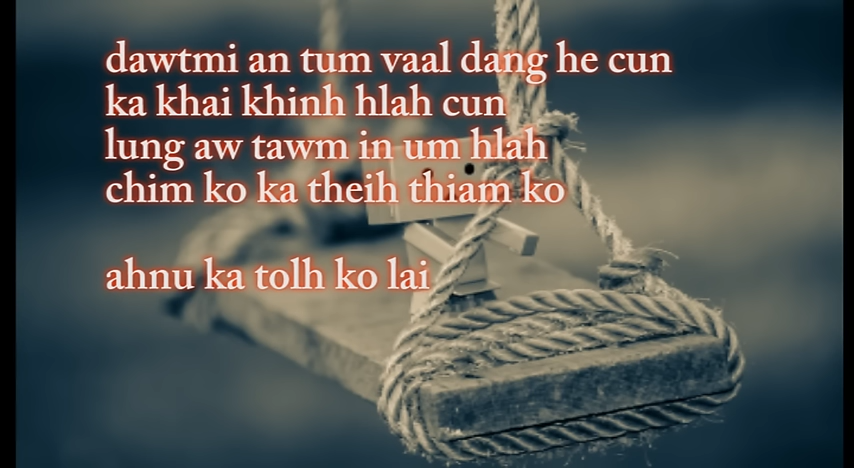 dawtmi an tum vaal dang he cun
ka khai khinh hlah cun
lung aw tawm in um hlah
chim ko ka theih thiam ko
ahnu ka tolh ko lai